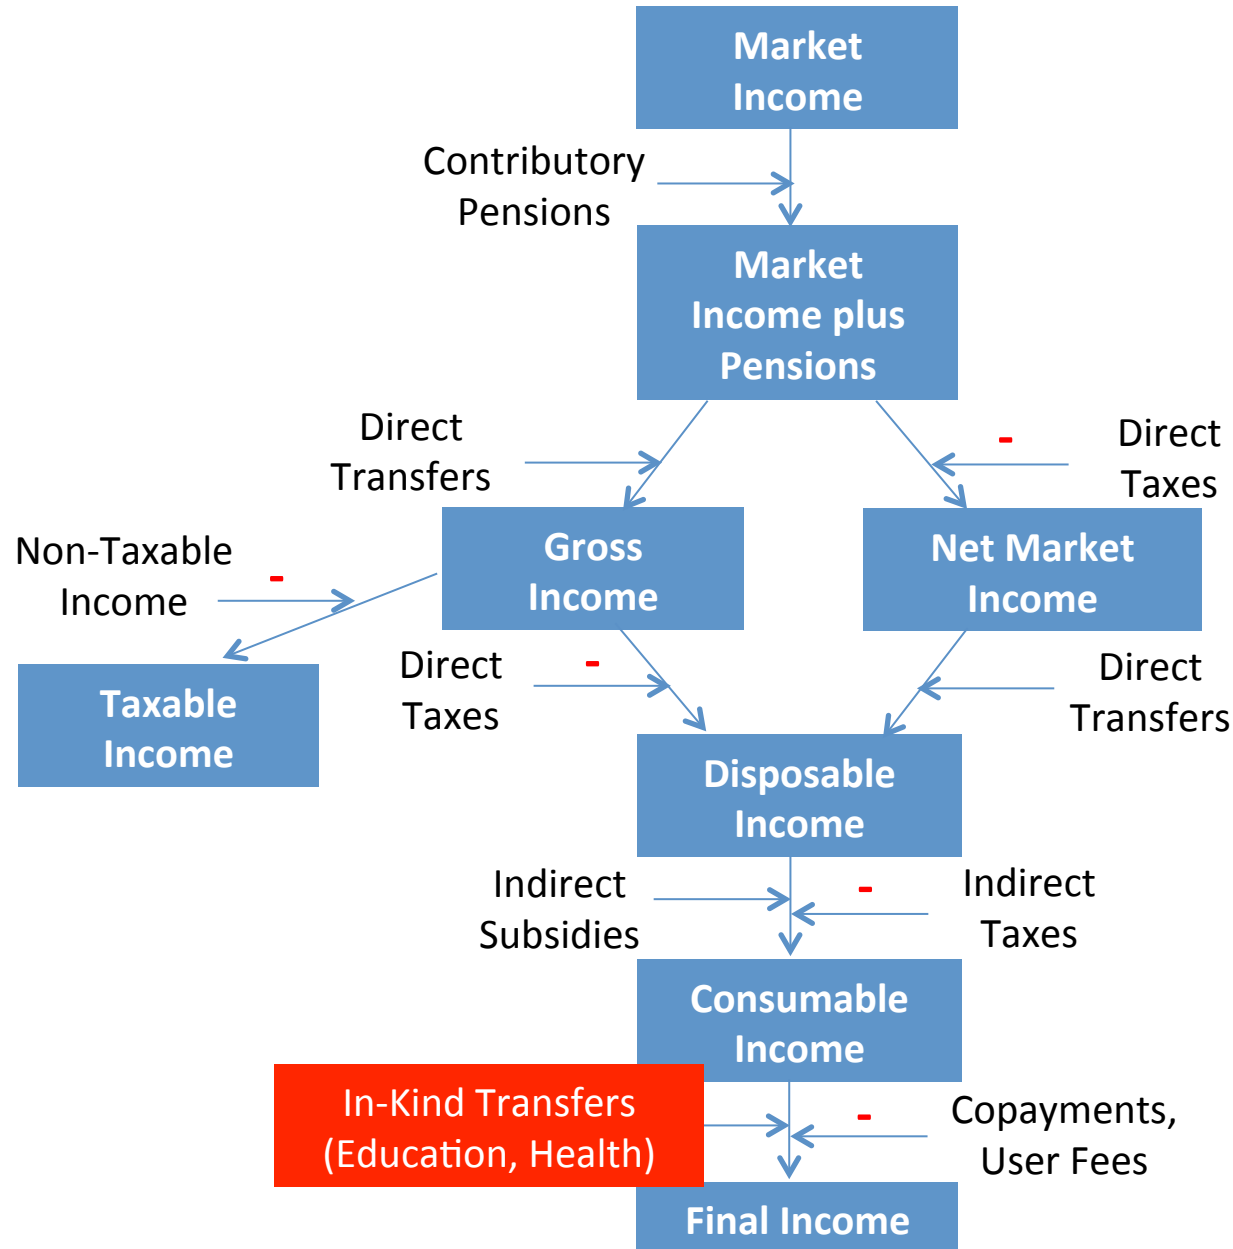 Market
Income
Contributory
Pensions
Market
Income plus
Pensions
Direct
Transfers
-
Direct
Taxes
Non-Taxable
Income
-
Gross
Income
Net Market
Income
Taxable
Income
Direct
Taxes
-
Direct
Transfers
Disposable
Income
Indirect
Subsidies
-
Indirect
Taxes
Consumable
Income
In-Kind Transfers
(Education, Health)
-
Copayments,
User Fees
Final Income